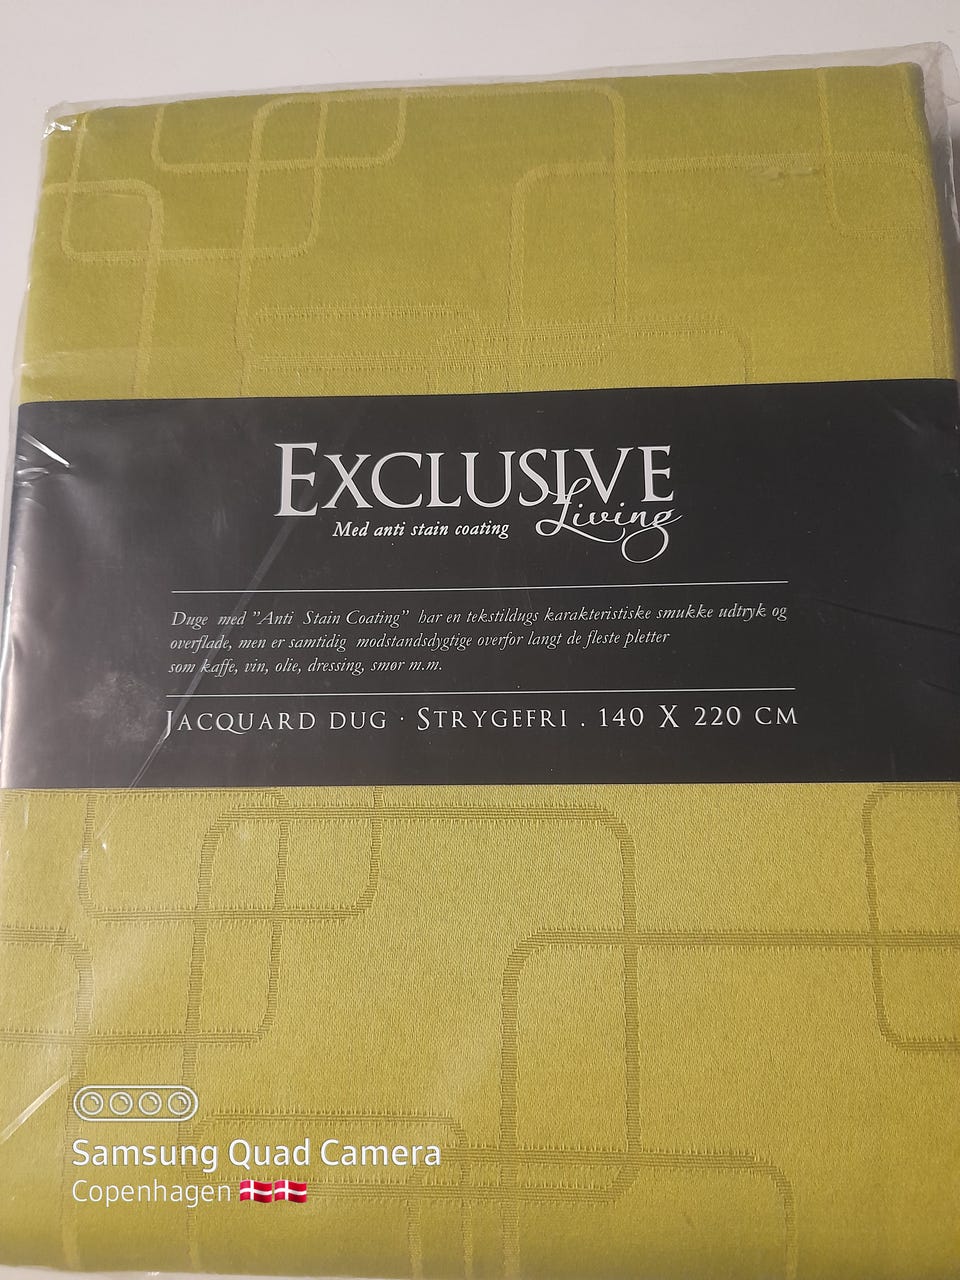 EXCLUSIVE
Med anti stain coating Living
Duge med "Anti Stain Coating" har en tekstildugs karakteristiske smukke udtryk og
overflade, men er samtidig modstandsdygtige overfor langt de fleste pletter
som kaffe, vin, olie, dressing, smør m.m.
JACQUARD DUG · STRYGEFRI . 140 X 220 CM
Samsung Quad Camera
Copenhagen 🇩🇰🇩🇰